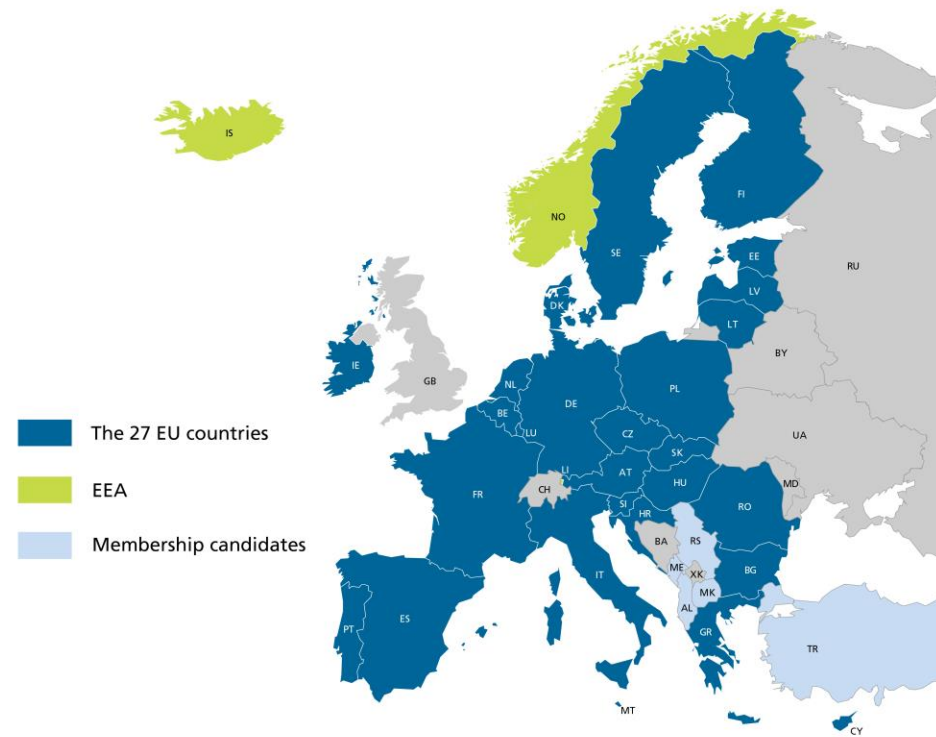 IS
NO
FI
SE
RU
EE
LV
DK
LT
IE
BY
GB
NL
PL
DE
BE
The 27 EU countries
LU
CZ
UA
SK
LI
AT
MD
EEA
CH
HU
FR
SI
RO
HR
BA
RS
Membership candidates
ME
XK
BG
IT
MK
AL
PT
ES
GR
TR
MT
CY